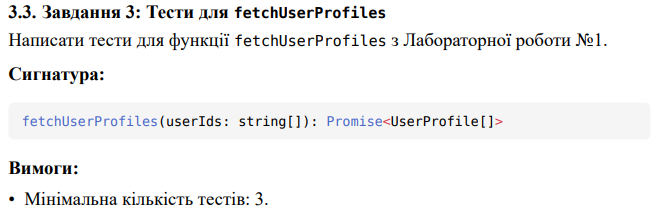 3.3. Завдання 3: Тести для fetchUserProfiles
Написати тести для функції fetchUserProfiles з Лабораторної роботи №1.
Сигнатура:
fetchUserProfiles(userIds: string[]): Promise<UserProfile[]>
Вимоги:
• Мінімальна кількість тестів: 3.